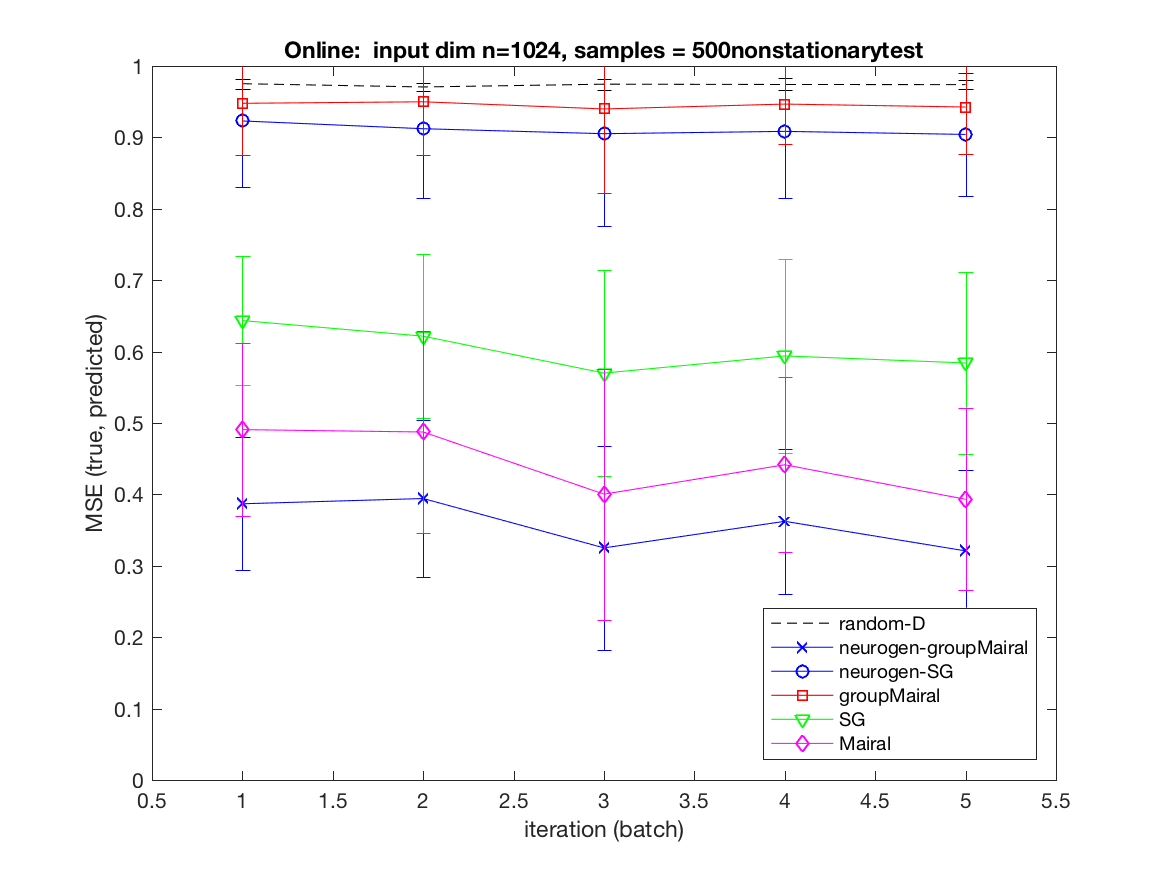 Online:  input dim n=1024, samples = 500nonstationarytest
1
0.9
0.8
0.7
0.6
0.5
0.4
0.3
0.2
0.1
0
MSE (true, predicted)
random-D
neurogen-groupMairal
neurogen-SG
groupMairal
SG
Mairal
0.5 1 1.5 2 2.5 3 3.5 4 4.5 5 5.5
iteration (batch)